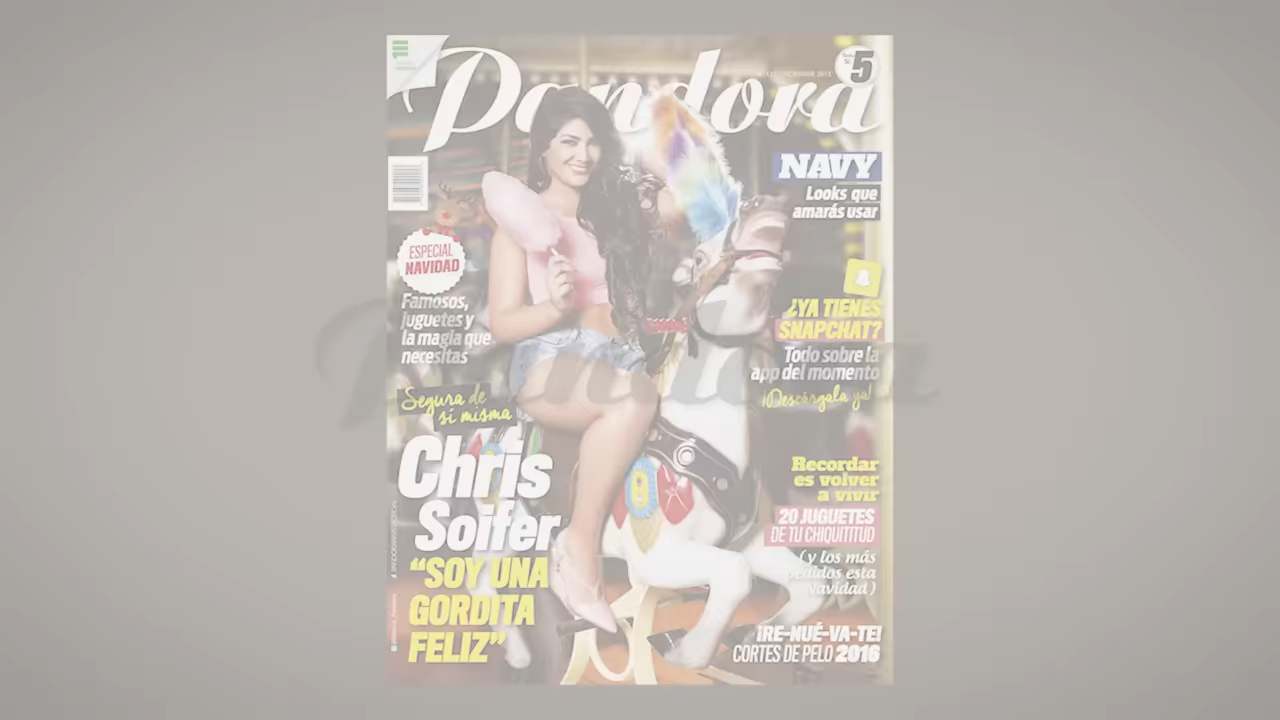 Pandora
5
NAVY
Looks que
amarás usar
ESPECIAL
NAVIDAD
Famosos,
juguetes y
la magia que
necesitas
¿YA TIENES
SNAPCHAT?
Todo sobre la
app del momento
¡Descárgala ya!
Segura de
sí misma
Chris
Soifer
“SOY UNA
GORDITA
FELIZ”
Recordar
es volver
a vivir
20 JUGUETES
DE TU CHIQUITITUD
(y los más
pedidos esta
Navidad)
¡RE-NUÉ-VA-TE!
CORTES DE PELO 2016
Pandora